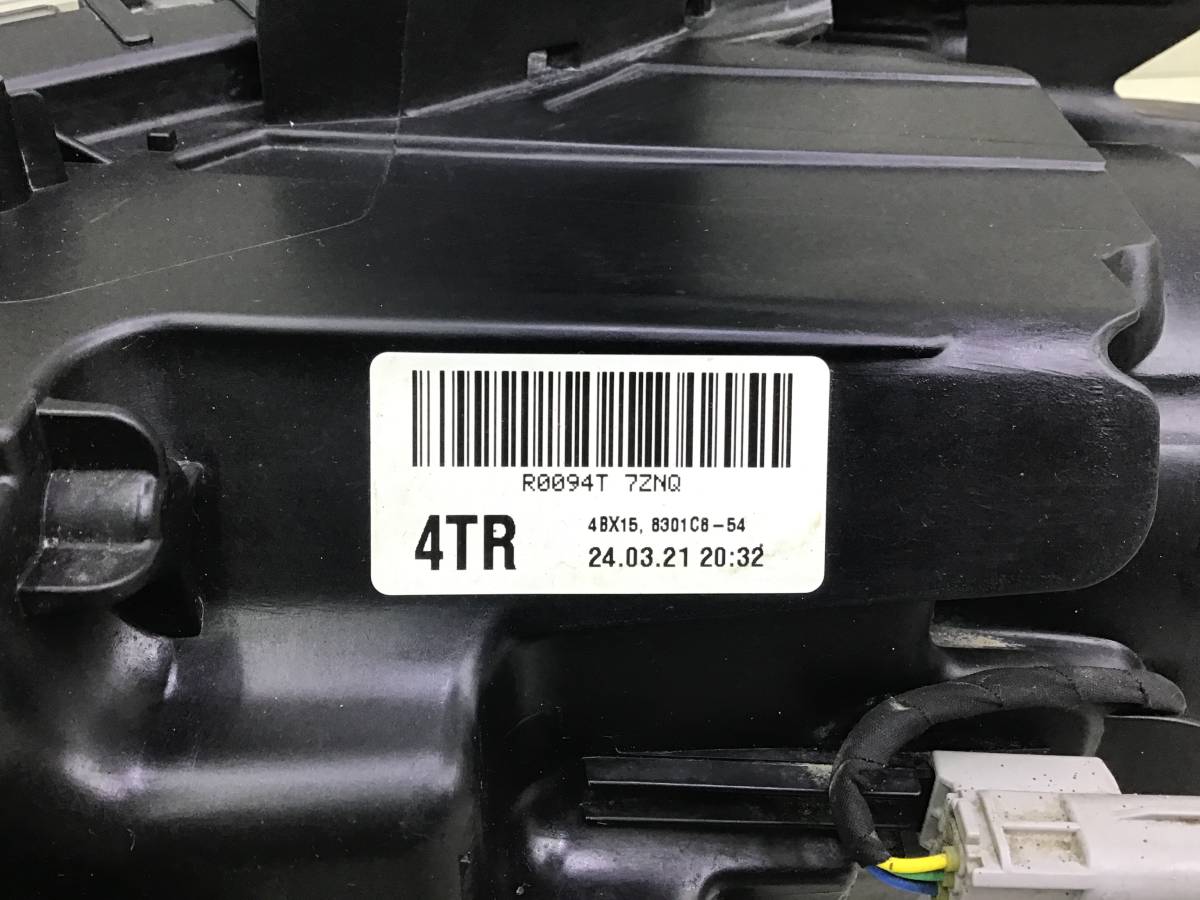 R0094T 7ZNQ
4TR
4BX15, 8301C8-54
24.03.21 20:32